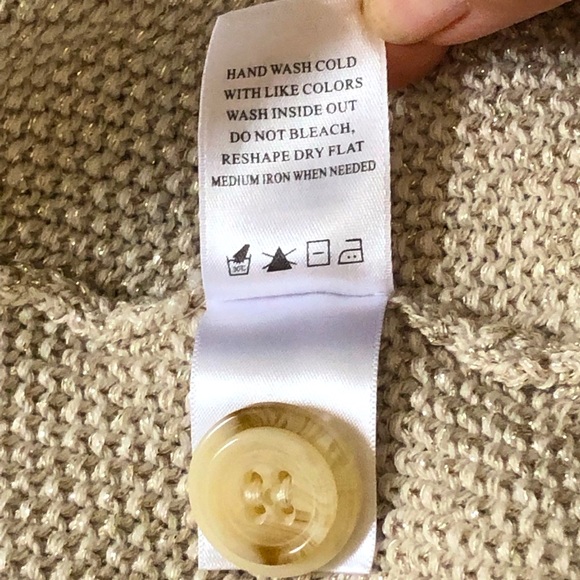 HAND WASH COLD
WITH LIKE COLORS
WASH INSIDE OUT
DO NOT BLEACH,
RESHAPE DRY FLAT
MEDIUM IRON WHEN NEEDED
30°C